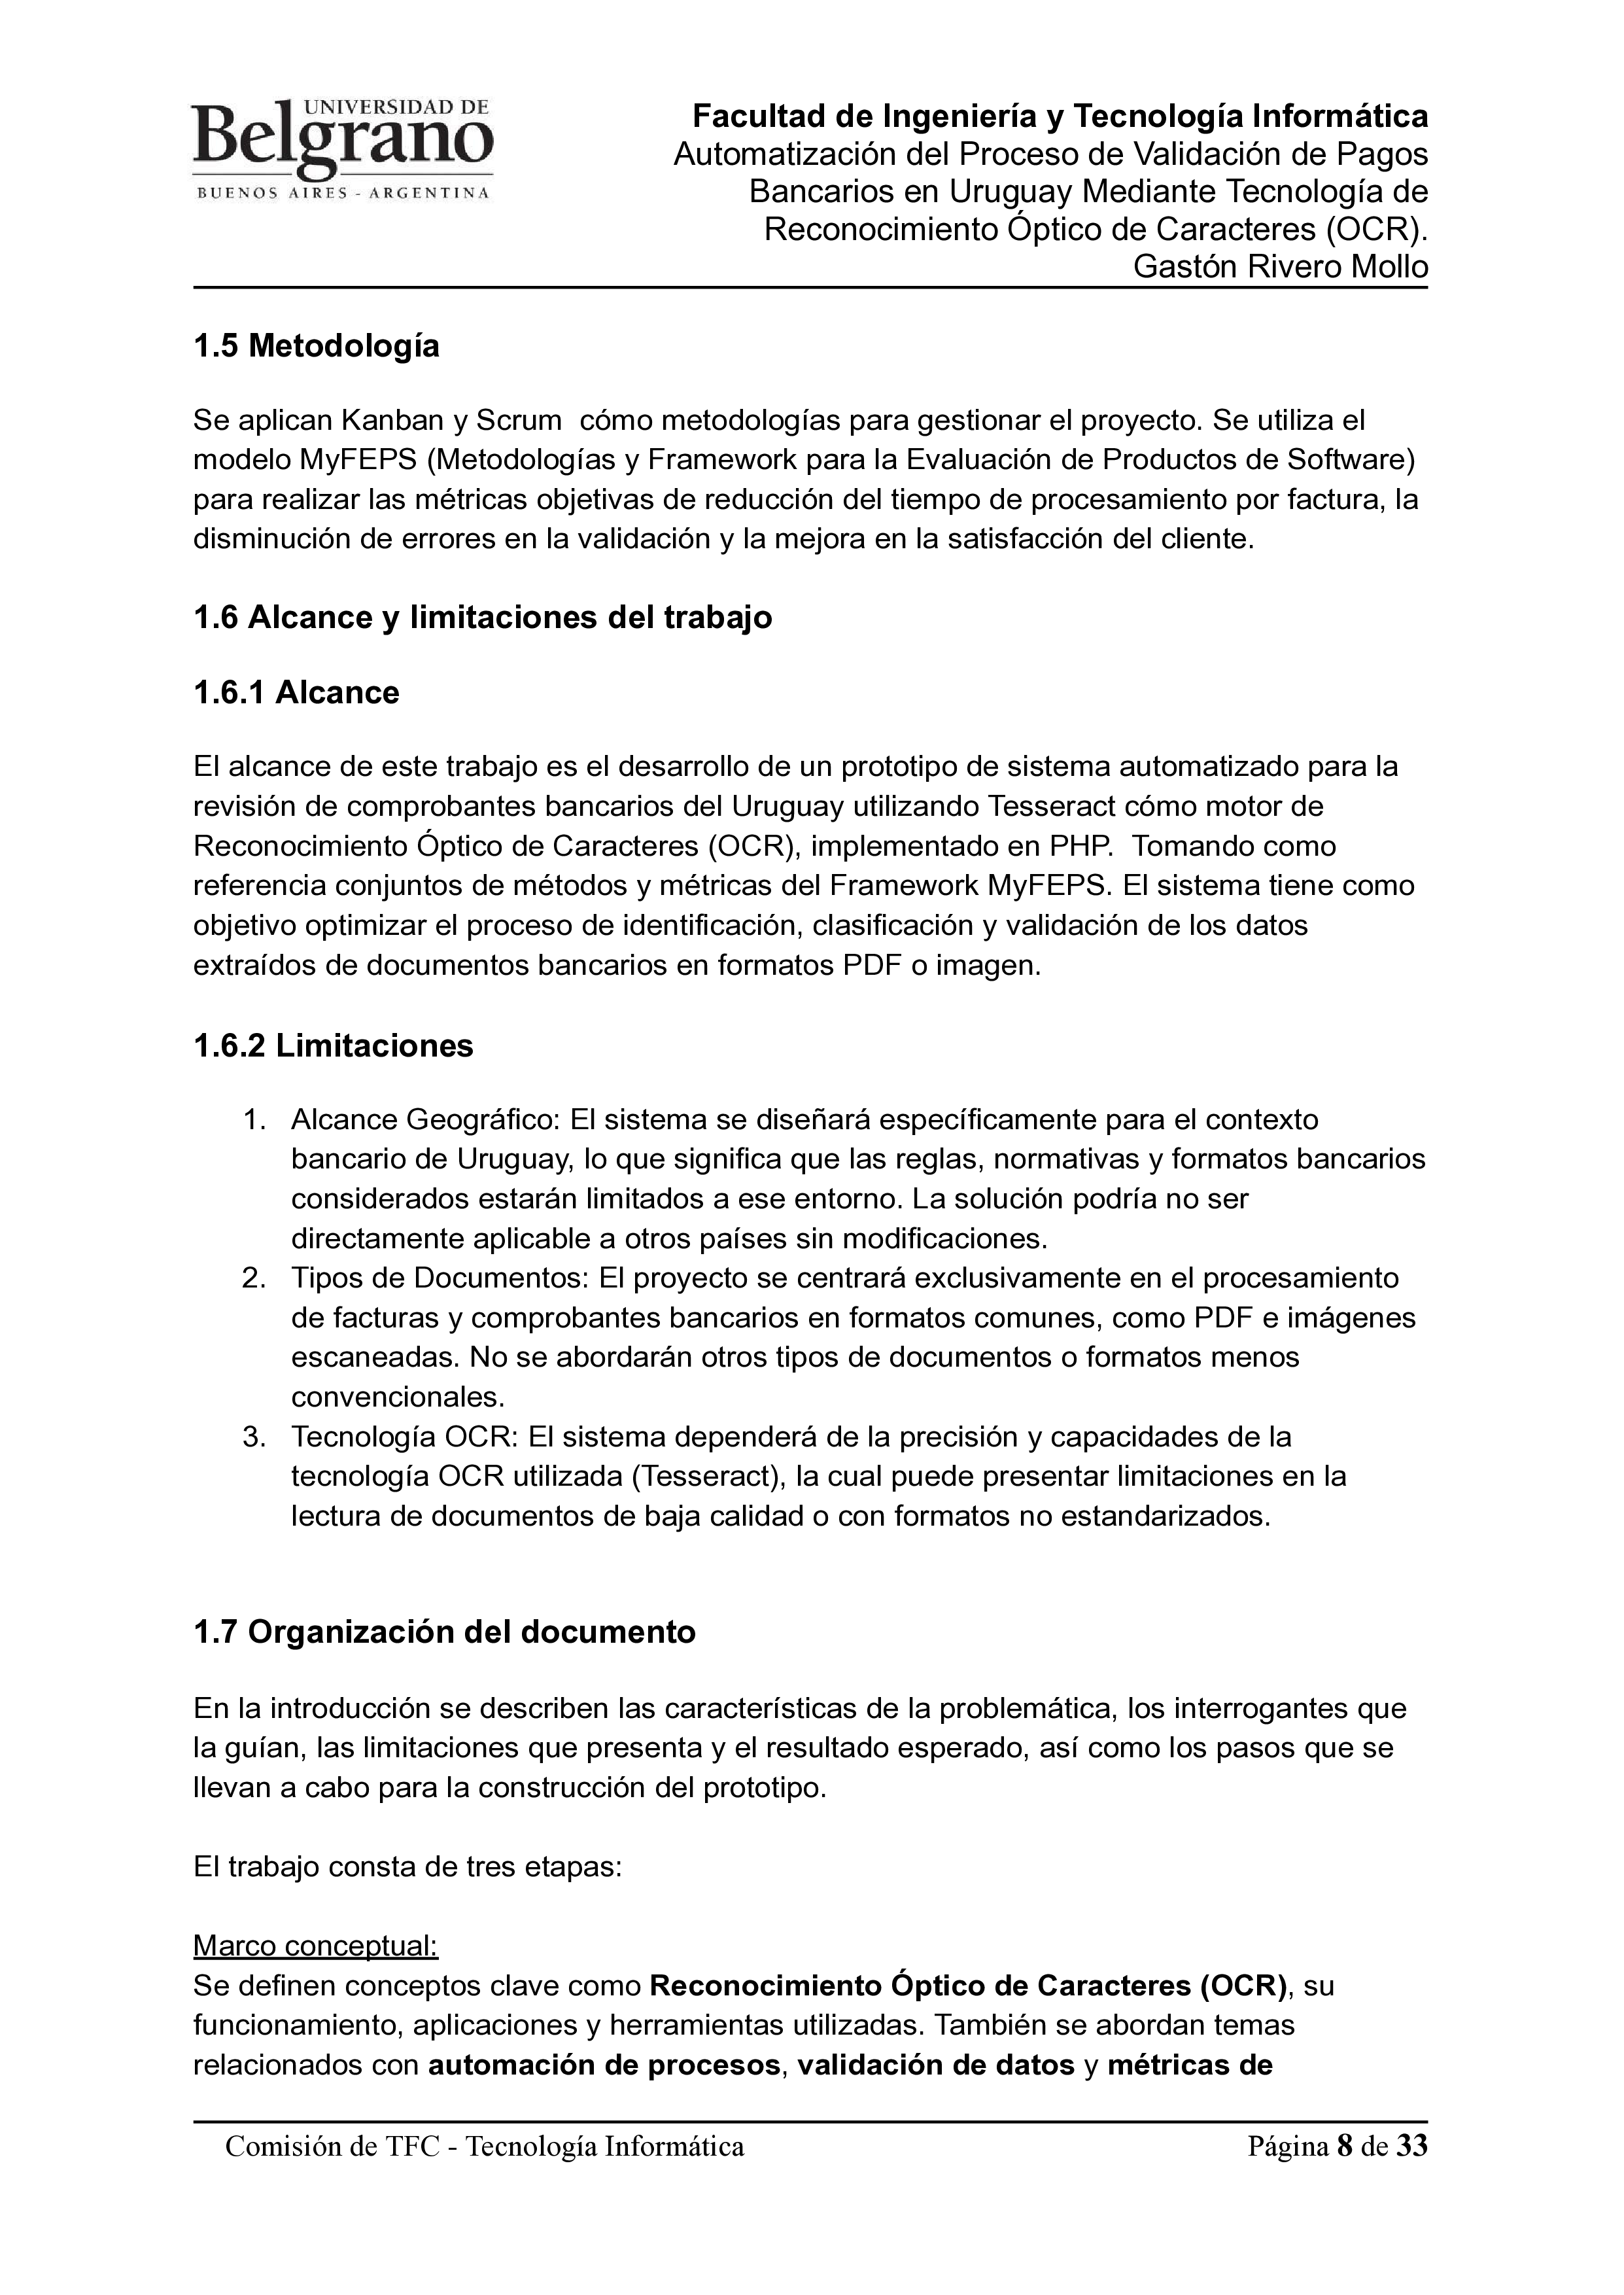 UNIVERSIDAD DE
Belgrano
BUENOS AIRES - ARGENTINA
Facultad de Ingeniería y Tecnología Informática
Automatización del Proceso de Validación de Pagos
Bancarios en Uruguay Mediante Tecnología de
Reconocimiento Óptico de Caracteres (OCR).
Gastón Rivero Mollo
1.5 Metodología
Se aplican Kanban y Scrum  cómo metodologías para gestionar el proyecto. Se utiliza el
modelo MyFEPS (Metodologías y Framework para la Evaluación de Productos de Software)
para realizar las métricas objetivas de reducción del tiempo de procesamiento por factura, la
disminución de errores en la validación y la mejora en la satisfacción del cliente.
1.6 Alcance y limitaciones del trabajo
1.6.1 Alcance
El alcance de este trabajo es el desarrollo de un prototipo de sistema automatizado para la
revisión de comprobantes bancarios del Uruguay utilizando Tesseract cómo motor de
Reconocimiento Óptico de Caracteres (OCR), implementado en PHP.  Tomando como
referencia conjuntos de métodos y métricas del Framework MyFEPS. El sistema tiene como
objetivo optimizar el proceso de identificación, clasificación y validación de los datos
extraídos de documentos bancarios en formatos PDF o imagen.
1.6.2 Limitaciones
1. Alcance Geográfico: El sistema se diseñará específicamente para el contexto
bancario de Uruguay, lo que significa que las reglas, normativas y formatos bancarios
considerados estarán limitados a ese entorno. La solución podría no ser
directamente aplicable a otros países sin modificaciones.
2. Tipos de Documentos: El proyecto se centrará exclusivamente en el procesamiento
de facturas y comprobantes bancarios en formatos comunes, como PDF e imágenes
escaneadas. No se abordarán otros tipos de documentos o formatos menos
convencionales.
3. Tecnología OCR: El sistema dependerá de la precisión y capacidades de la
tecnología OCR utilizada (Tesseract), la cual puede presentar limitaciones en la
lectura de documentos de baja calidad o con formatos no estandarizados.
1.7 Organización del documento
En la introducción se describen las características de la problemática, los interrogantes que
la guían, las limitaciones que presenta y el resultado esperado, así como los pasos que se
llevan a cabo para la construcción del prototipo.
El trabajo consta de tres etapas:
Marco conceptual:
Se definen conceptos clave como Reconocimiento Óptico de Caracteres (OCR), su
funcionamiento, aplicaciones y herramientas utilizadas. También se abordan temas
relacionados con automación de procesos, validación de datos y métricas de
Comisión de TFC - Tecnología Informática
Página 8 de 33